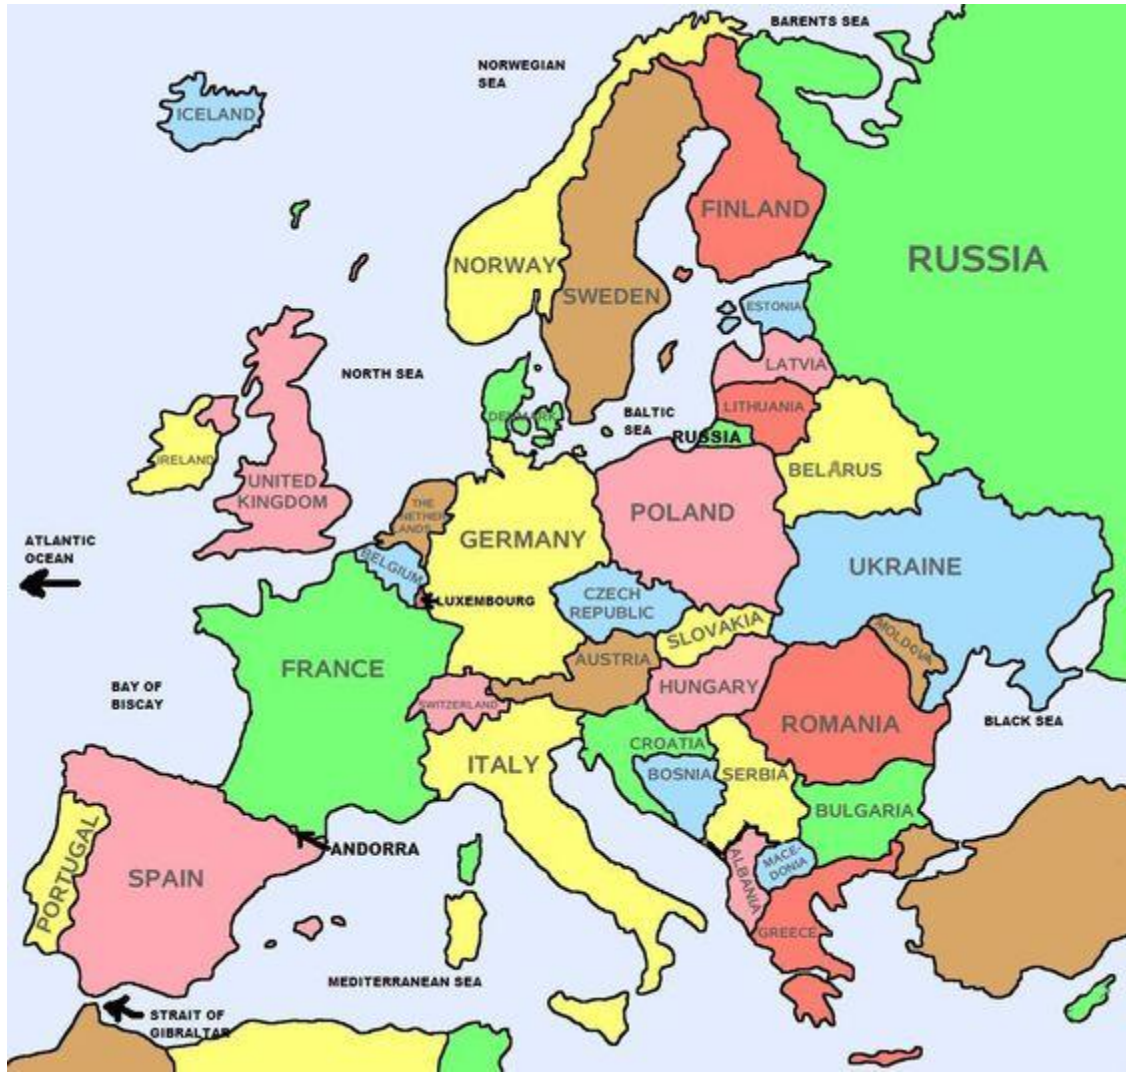 BARENTS SEA
NORWEGIAN
SEA
ICELAND
FINLAND
RUSSIA
NORWAY
SWEDEN
ESTONIA
NORTH SEA
LATVIA
LITHUANIA
BALTIC
SEA
DENMARK
RUSSIA
IRELAND
UNITED
KINGDOM
BELARUS
THE
NETHER
LANDS
POLAND
GERMANY
ATLANTIC
OCEAN
BELGIUM
UKRAINE
CZECH
REPUBLIC
LUXEMBOURG
SLOVAKIA
MOLDOVA
FRANCE
AUSTRIA
HUNGARY
BAY OF
BISCAY
SWITZERLAND
ROMANIA
BLACK SEA
CROATIA
ITALY
BOSNIA
SERBIA
BULGARIA
ANDORRA
PORTUGAL
SPAIN
ALBANIA
MACE-
DONIA
GREECE
MEDITERRANEAN SEA
STRAIT OF
GIBRALTAR